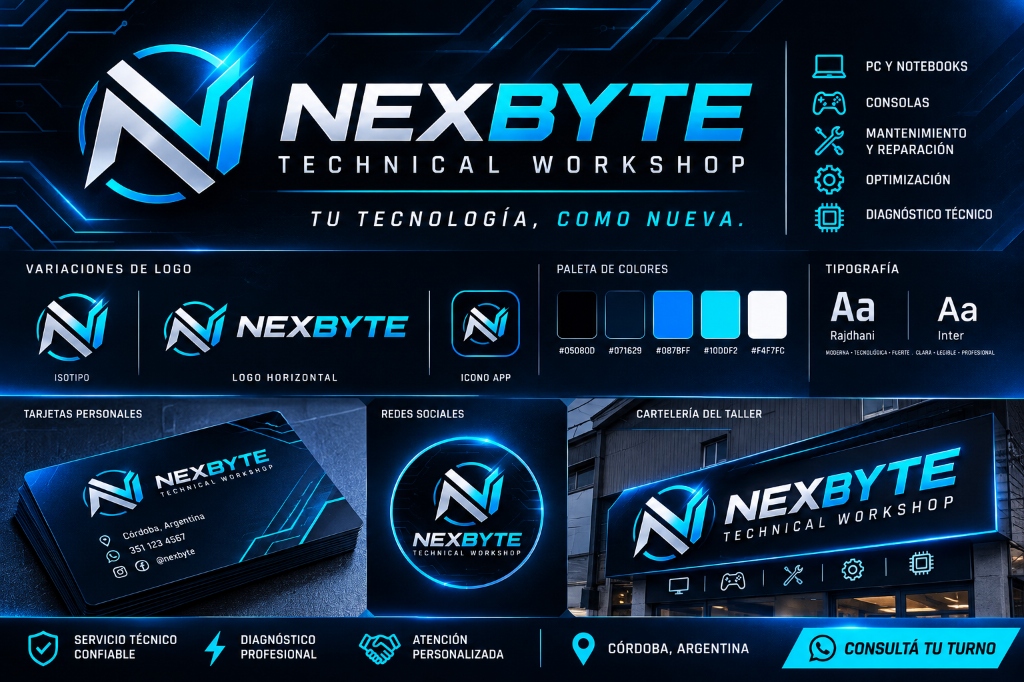 NEXBYTE
TECHNICAL WORKSHOP
TU TECNOLOGÍA, COMO NUEVA.
PC Y NOTEBOOKS
CONSOLAS
MANTENIMIENTO
Y REPARACIÓN
OPTIMIZACIÓN
DIAGNÓSTICO TÉCNICO
VARIACIONES DE LOGO
ISOTIPO
NEXBYTE
LOGO HORIZONTAL
ICONO APP
PALETA DE COLORES
#05080D
#071629
#087BFF
#10DDF2
#F4F7FC
TIPOGRAFÍA
Aa
Rajdhani
Aa
Inter
MODERNA • TECNOLÓGICA • FUERTE . CLARA • LEGIBLE • PROFESIONAL
TARJETAS PERSONALES
NEXBYTE
TECHNICAL WORKSHOP
Córdoba, Argentina
351 123 4567
@nexbyte
REDES SOCIALES
NEXBYTE
TECHNICAL WORKSHOP
CARTELERÍA DEL TALLER
NEXBYTE
TECHNICAL WORKSHOP
SERVICIO TÉCNICO
CONFIABLE
DIAGNÓSTICO
PROFESIONAL
ATENCIÓN
PERSONALIZADA
CÓRDOBA, ARGENTINA
CONSULTÁ TU TURNO